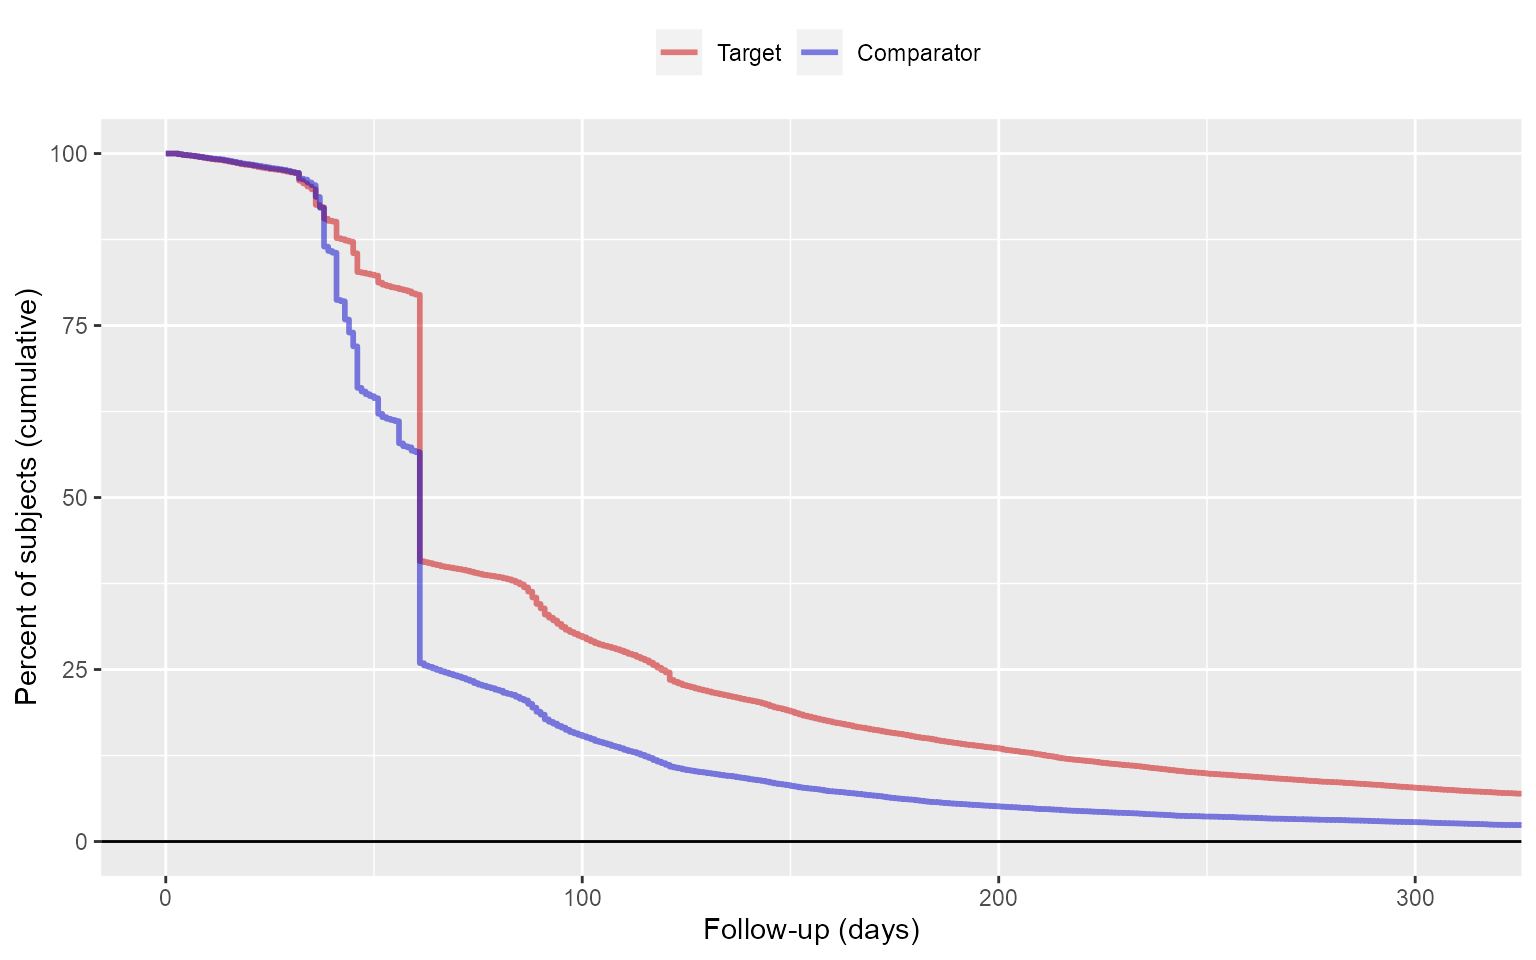 Target Comparator
Percent of subjects (cumulative)
100
75
50
25
0
0 100 200 300
Follow-up (days)